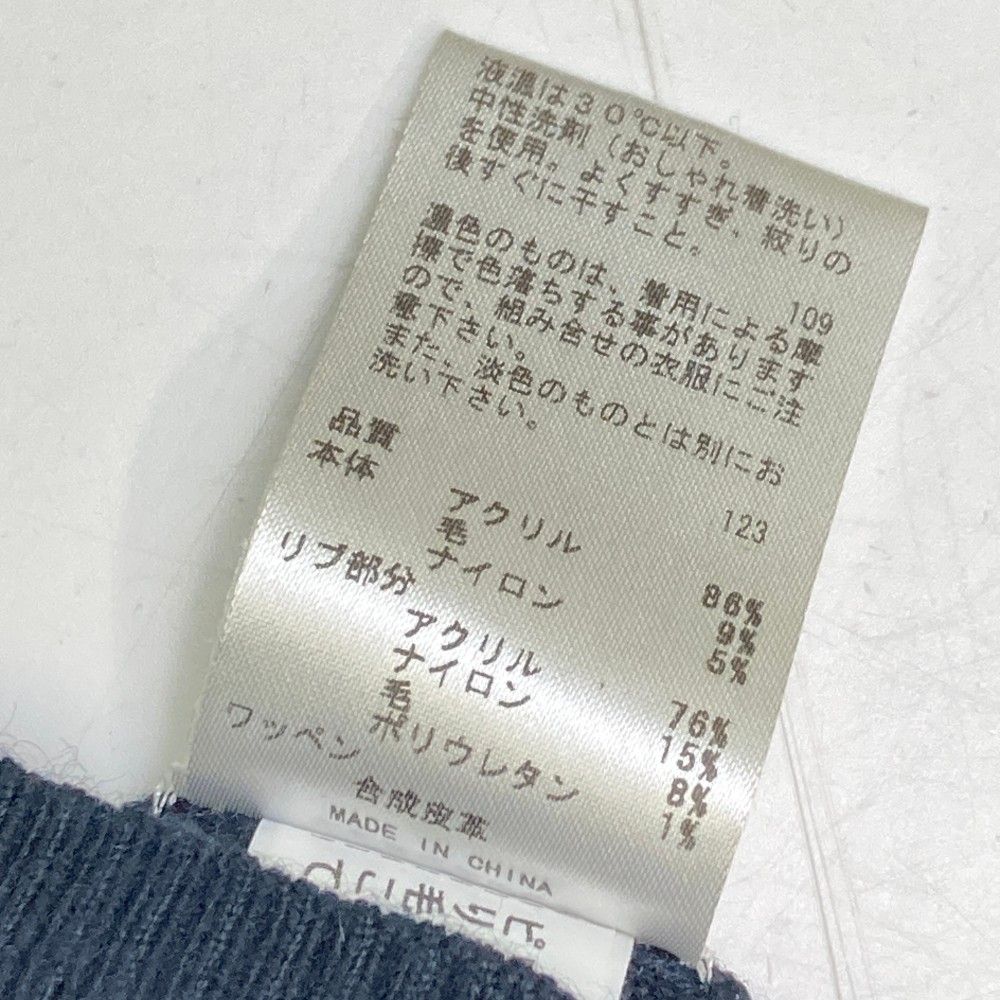 液温は30℃以下。
中性洗剤(おしゃれ着洗い)
を使用。よくすすぎ、絞りの
後すぐに干すこと。
109
濃色のものは、着用による摩
擦で色落ちする事があります
ので、組み合せの衣服にご注
意下さい。
また、淡色のものとは別にお
洗い下さい。
123
品質
本体
アクリル 86%
毛 9%
ナイロン 5%
リブ部分
アクリル 76%
ナイロン 15%
毛 8%
ポリウレタン 1%
ワッペン
合成皮革
MADE IN CHINA